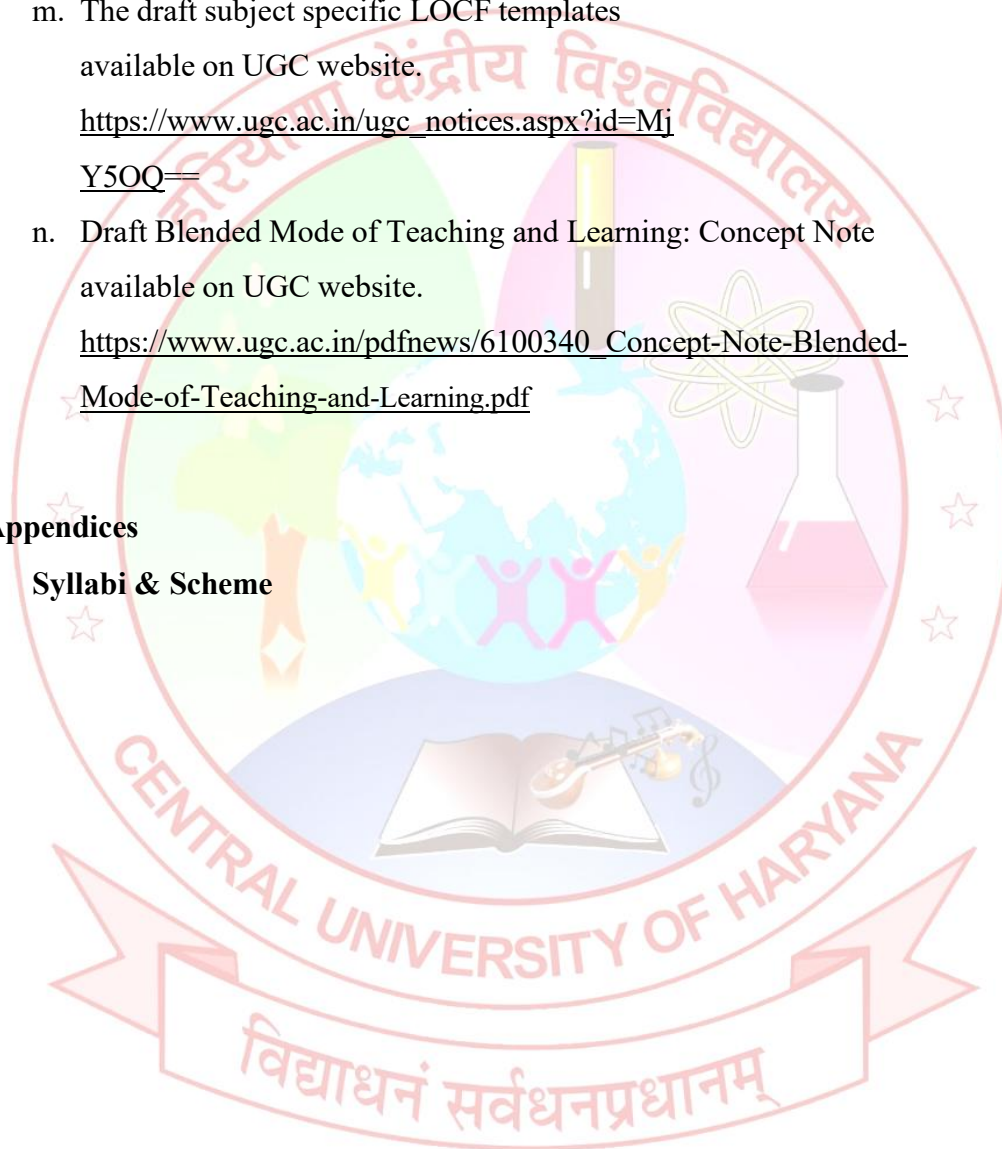 m. The draft subject specific LOCF templates
available on UGC website.
https://www.ugc.ac.in/ugc_notices.aspx?id=Mj
Y5OQ==
n. Draft Blended Mode of Teaching and Learning: Concept Note
available on UGC website.
https://www.ugc.ac.in/pdfnews/6100340_Concept-Note-Blended-
Mode-of-Teaching-and-Learning.pdf
Appendices
Syllabi & Scheme
हरियाणा केंद्रीय विश्वविद्यालय
CENTRAL UNIVERSITY OF HARYANA
विद्याधनं सर्वधनप्रधानम्